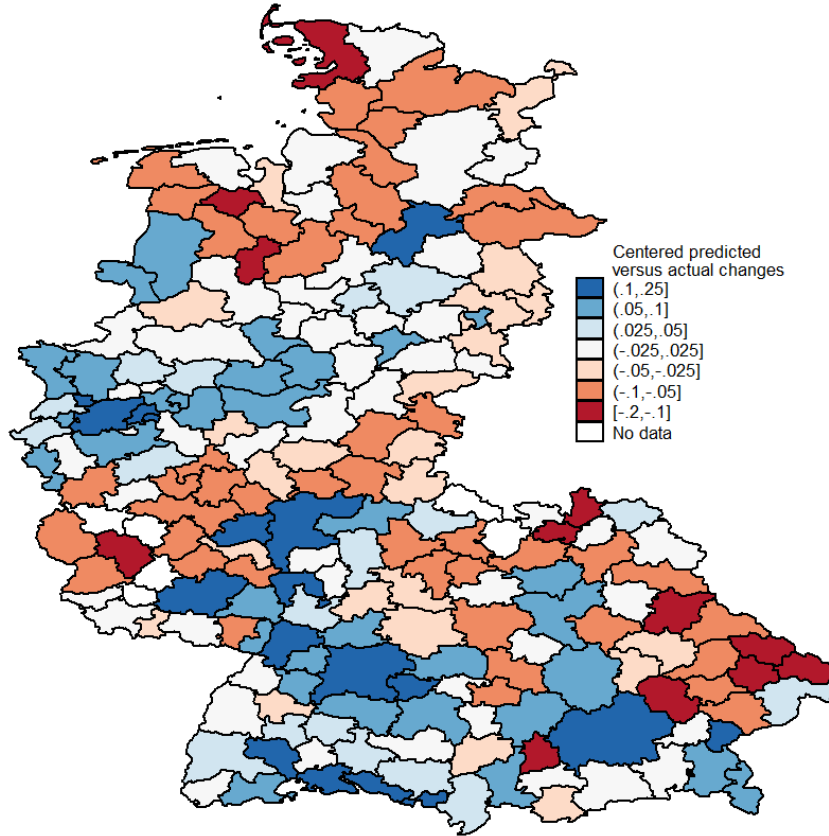 Centered predicted
versus actual changes
(.1,.25]
(.05,.1]
(.025,.05]
(-.025,.025]
(-.05,-.025]
(-.1,-.05]
[-.2,-.1]
No data